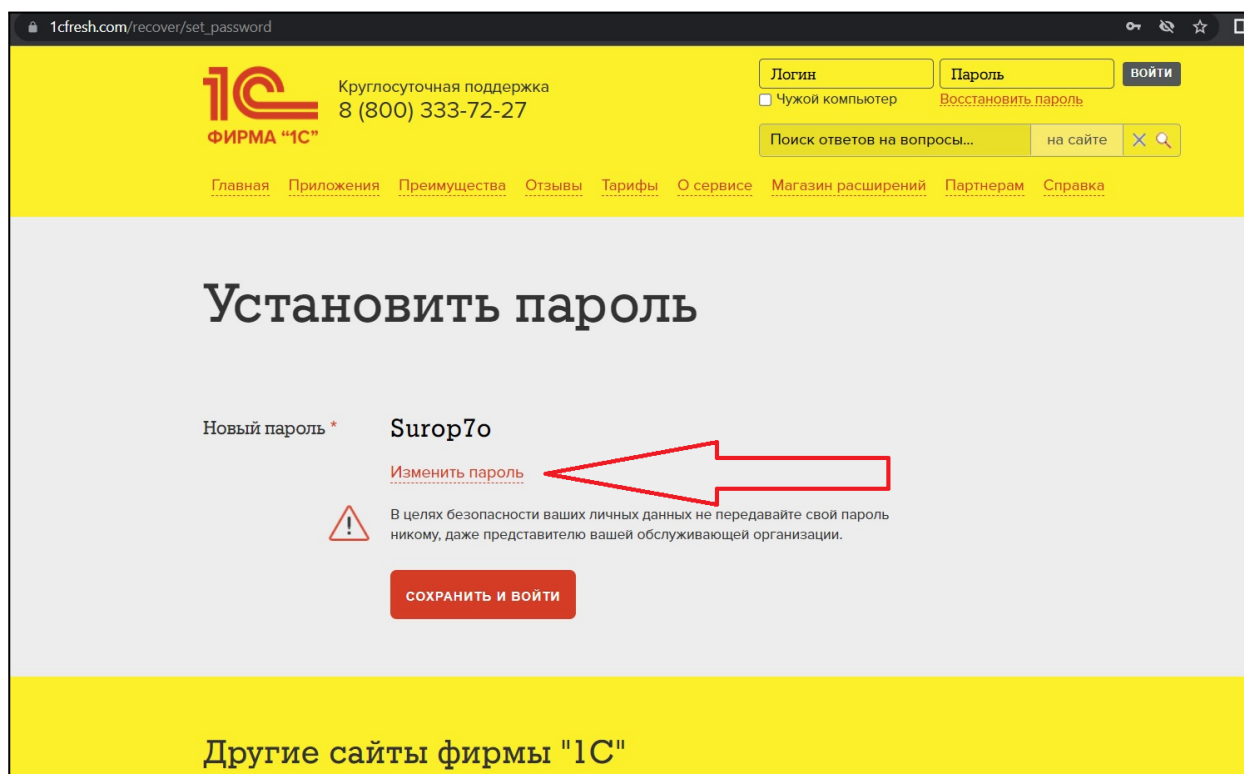 1cfresh.com/recover/set_password
1С
ФИРМА "1С"
Круглосуточная поддержка
8 (800) 333-72-27
Логин
Пароль
ВОЙТИ
Чужой компьютер
Восстановить пароль
Поиск ответов на вопросы...
на сайте
Главная Приложения Преимущества Отзывы Тарифы О сервисе Магазин расширений Партнерам Справка
Установить пароль
Новый пароль *
Surop7o
Изменить пароль
В целях безопасности ваших личных данных не передавайте свой пароль
никому, даже представителю вашей обслуживающей организации.
СОХРАНИТЬ И ВОЙТИ
Другие сайты фирмы "1С"